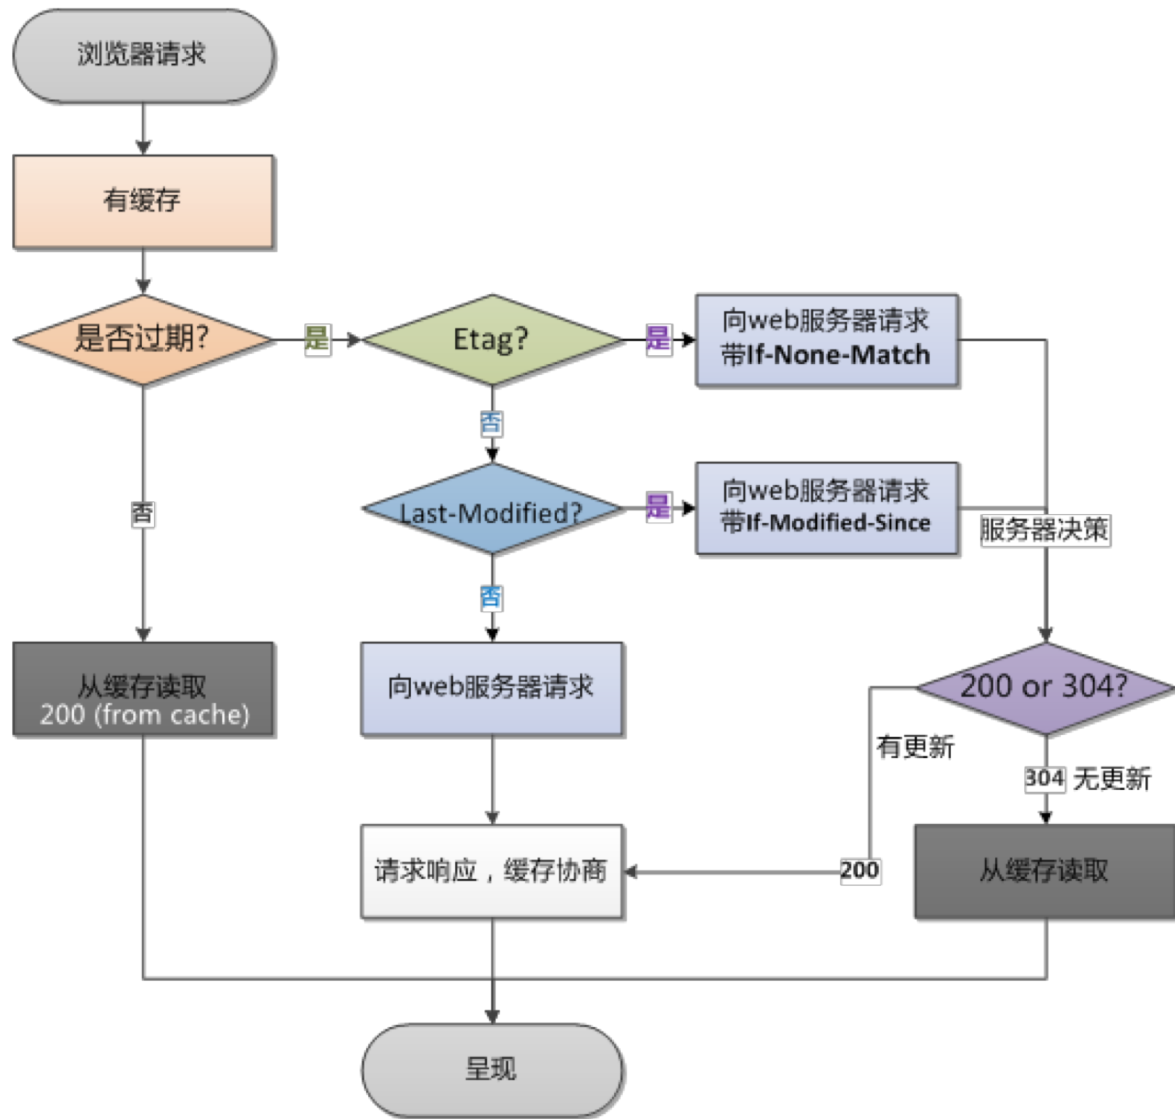 浏览器请求
有缓存
是否过期?
是
Etag?
是
向web服务器请求
带If-None-Match
否
否
Last-Modified?
是
向web服务器请求
带If-Modified-Since
服务器决策
否
从缓存读取
200 (from cache)
向web服务器请求
200 or 304?
有更新
304 无更新
请求响应，缓存协商
200
从缓存读取
呈现